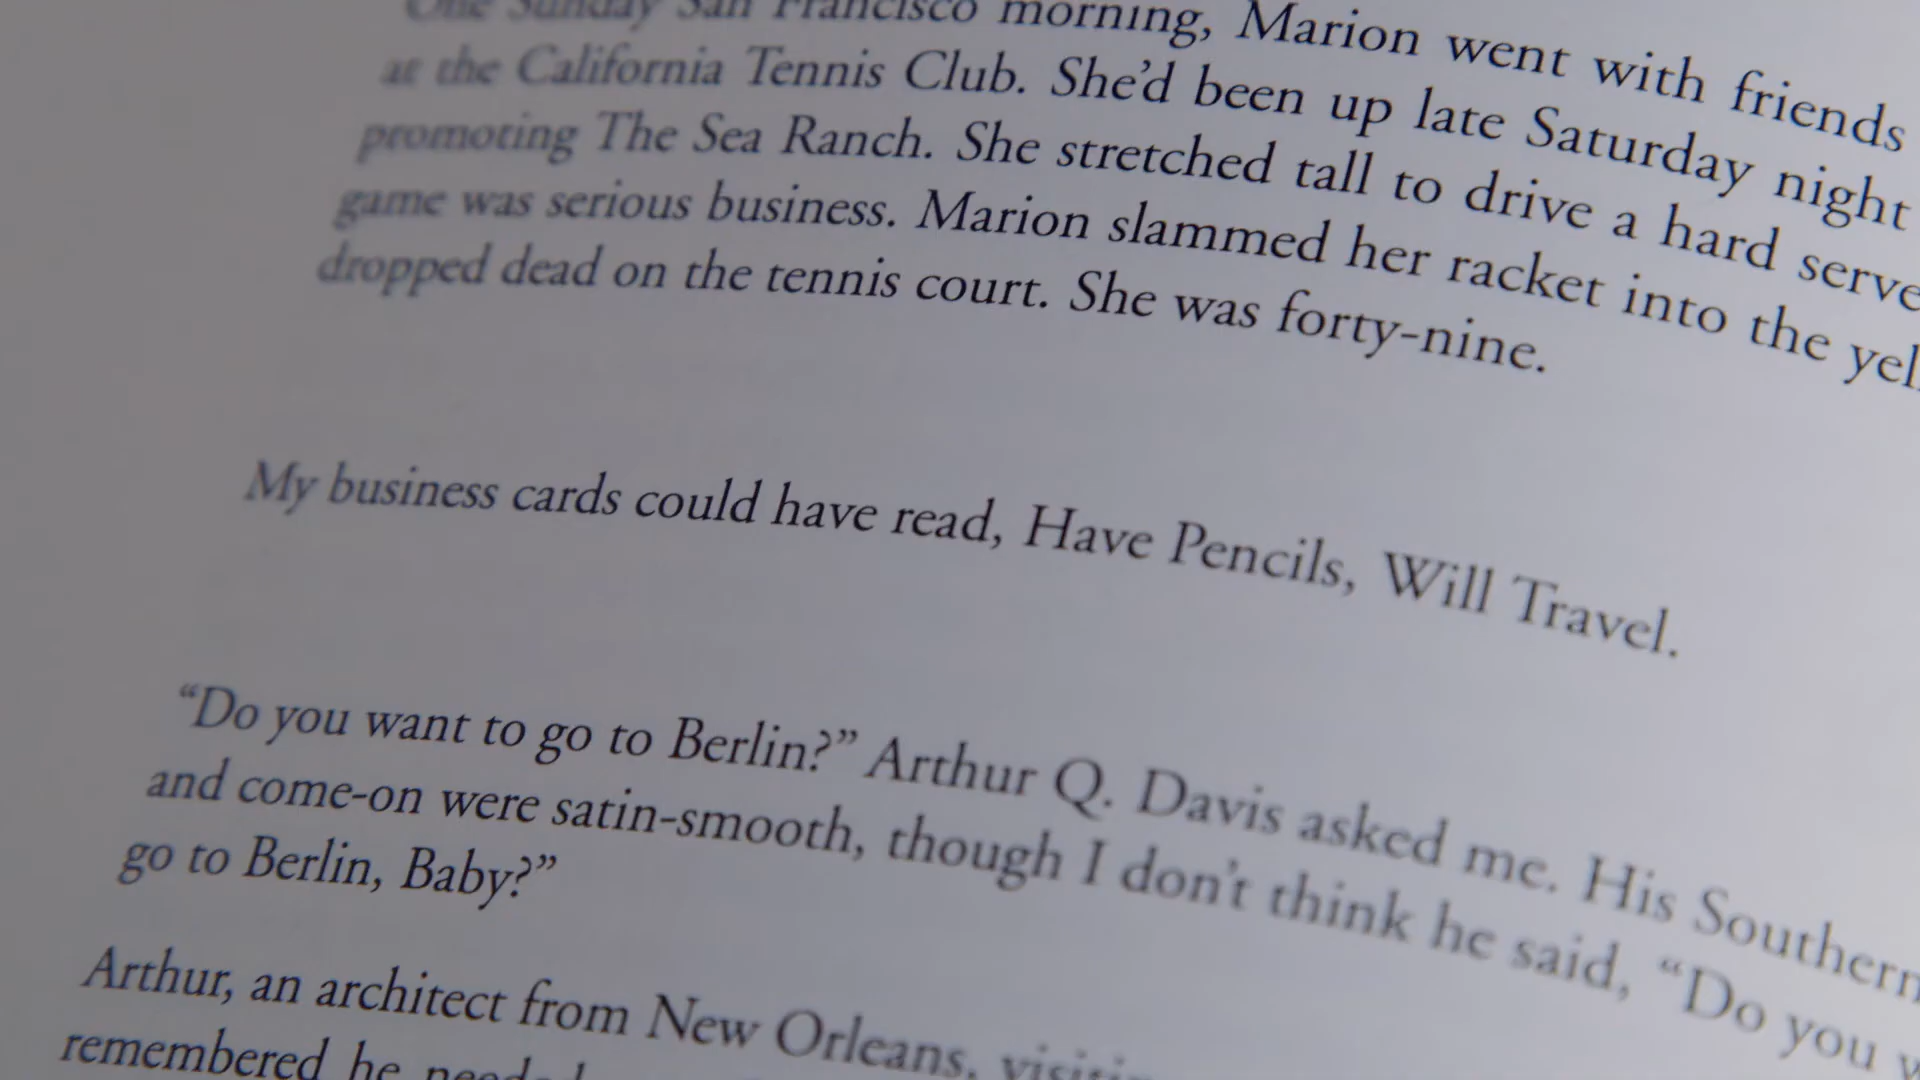 One Sunday San Francisco morning, Marion went with friends
at the California Tennis Club. She’d been up late Saturday night
promoting The Sea Ranch. She stretched tall to drive a hard serve
game was serious business. Marion slammed her racket into the
dropped dead on the tennis court. She was forty-nine.
My business cards could have read, Have Pencils, Will Travel.
“Do you want to go to Berlin?” Arthur Q. Davis asked me. His Southern
and come-on were satin-smooth, though I don’t think he said, “Do you
go to Berlin, Baby?”
Arthur, an architect from New Orleans,
remembered he